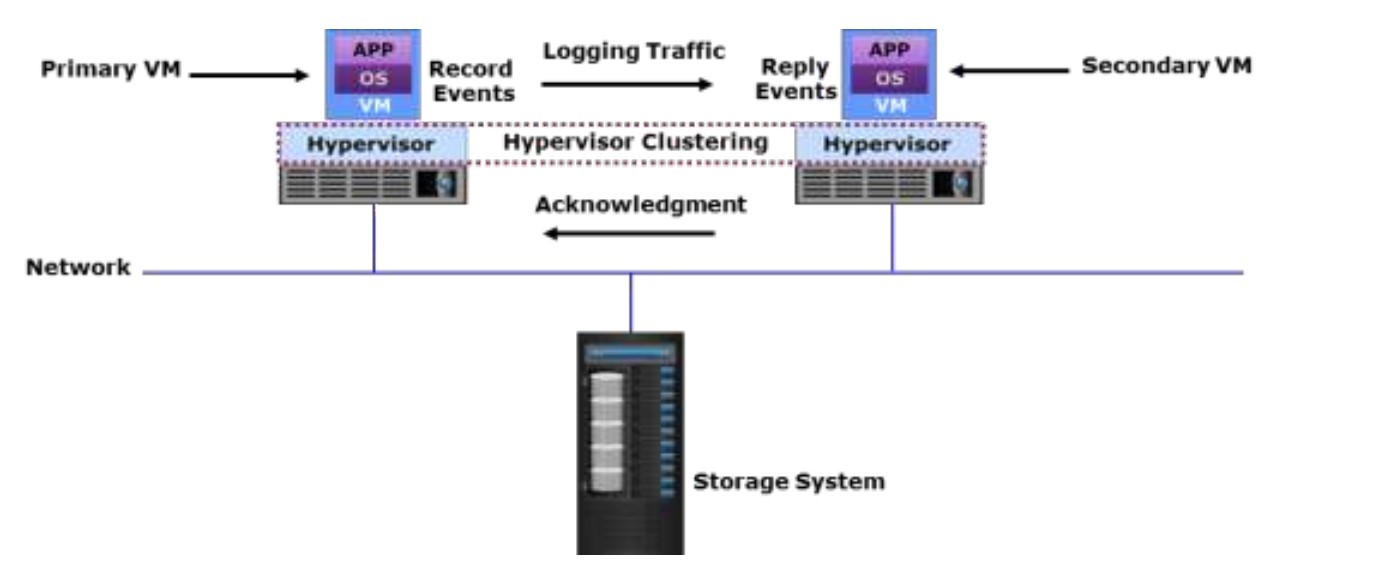 Primary VM
APP
OS
VM
Record
Events
Logging Traffic
Reply
Events
APP
OS
VM
Secondary VM
Hypervisor
Hypervisor Clustering
Hypervisor
Acknowledgment
Network
Storage System